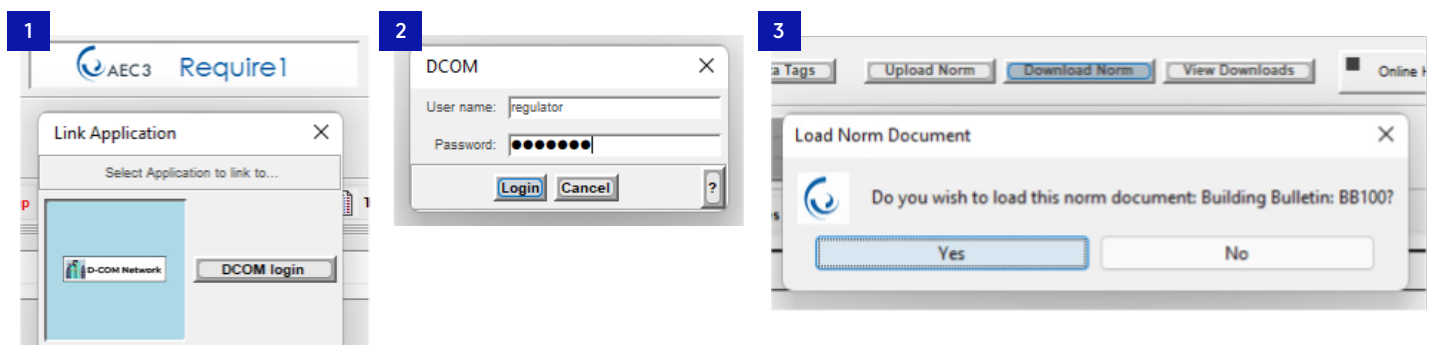 1
AEC3 Require1
Link Application
Select Application to link to...
D-COM Network
DCOM login
2
DCOM
User name: regulator
Password: ●●●●●●●
Login Cancel ?
3
Tags Upload Norm Download Norm View Downloads Online
Load Norm Document
Do you wish to load this norm document: Building Bulletin: BB100?
Yes No